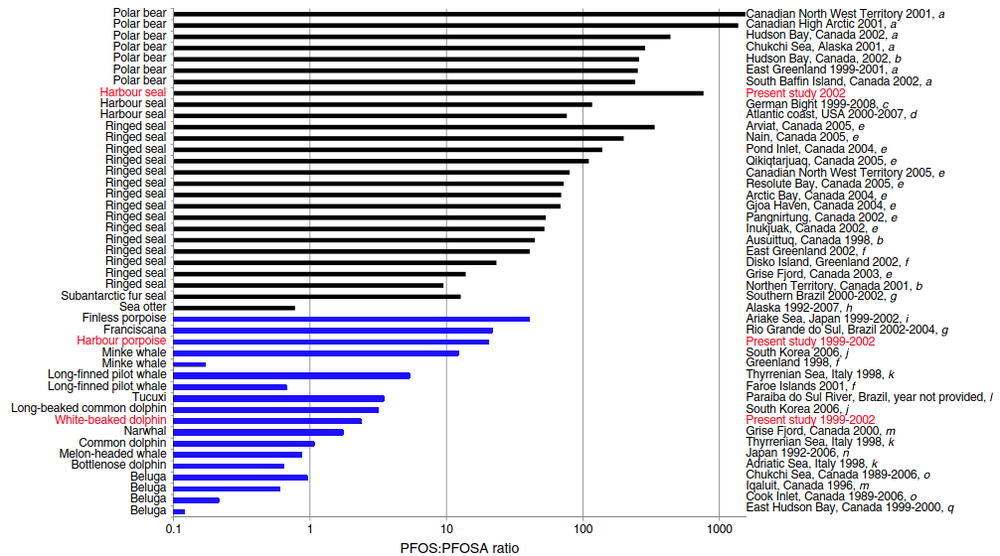 Polar bear Canadian North West Territory 2001, a
Polar bear Canadian High Arctic 2001, a
Polar bear Hudson Bay, Canada 2002, a
Polar bear Chukchi Sea, Alaska 2001, a
Polar bear Hudson Bay, Canada, 2002, b
Polar bear East Greenland 1999-2001, a
Polar bear South Baffin Island, Canada 2002, a
Harbour seal Present study 2002
Harbour seal German Bight 1999-2008, c
Harbour seal Atlantic coast, USA 2000-2007, d
Ringed seal Arviat, Canada 2005, e
Ringed seal Nain, Canada 2005, e
Ringed seal Pond Inlet, Canada 2004, e
Ringed seal Qikiqtarjuaq, Canada 2005, e
Ringed seal Canadian North West Territory 2005, e
Ringed seal Resolute Bay, Canada 2005, e
Ringed seal Arctic Bay, Canada 2004, e
Ringed seal Gjoa Haven, Canada 2004, e
Ringed seal Pangnirtung, Canada 2002, e
Ringed seal Inukjuak, Canada 2002, e
Ringed seal Ausuittuq, Canada 1998, b
Ringed seal East Greenland 2002, f
Ringed seal Disko Island, Greenland 2002, f
Ringed seal Grise Fjord, Canada 2003, e
Ringed seal Northen Territory, Canada 2001, b
Subantarctic fur seal Southern Brazil 2000-2002, g
Sea otter Alaska 1992-2007, h
Finless porpoise Ariake Sea, Japan 1999-2002, i
Franciscana Rio Grande do Sul, Brazil 2002-2004, g
Harbour porpoise Present study 1999-2002
Minke whale South Korea 2006, j
Minke whale Greenland 1998, f
Long-finned pilot whale Thyrrenian Sea, Italy 1998, k
Long-finned pilot whale Faroe Islands 2001, f
Tucuxi Paraiba do Sul River, Brazil, year not provided, l
Long-beaked common dolphin South Korea 2006, j
White-beaked dolphin Present study 1999-2002
Narwhal Grise Fjord, Canada 2000, m
Common dolphin Thyrrenian Sea, Italy 1998, k
Melon-headed whale Japan 1992-2006, n
Bottlenose dolphin Adriatic Sea, Italy 1998, k
Beluga Chukchi Sea, Canada 1989-2006, o
Beluga Iqaluit, Canada 1996, m
Beluga Cook Inlet, Canada 1989-2006, o
Beluga East Hudson Bay, Canada 1999-2000, q
0.1 1 10 100 1000
PFOS:PFOSA ratio